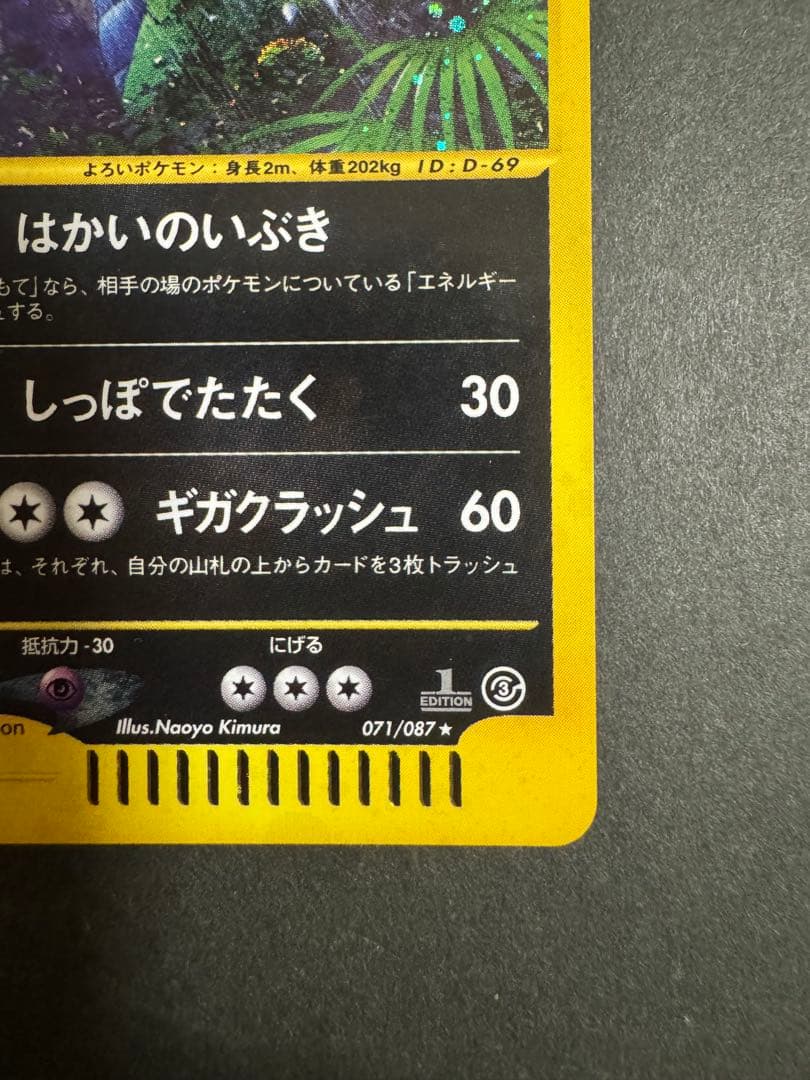 よろいポケモン：身長2m、体重202kg ID:D-69
はかいのいぶき
もて」なら、相手の場のポケモンについている「エネルギー
する。
しっぽでたたく 30
ギガクラッシュ 60
は、それぞれ、自分の山札の上からカードを3枚トラッシュ
抵抗力 -30 にげる
1 EDITION 3
on Illus.Naoyo Kimura 071/087★